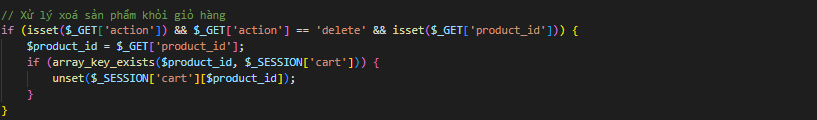 // Xử lý xoá sản phẩm khỏi giỏ hàng
if (isset($_GET['action']) && $_GET['action'] == 'delete' && isset($_GET['product_id'])) {
    $product_id = $_GET['product_id'];
    if (array_key_exists($product_id, $_SESSION['cart'])) {
        unset($_SESSION['cart'][$product_id]);
    }
}